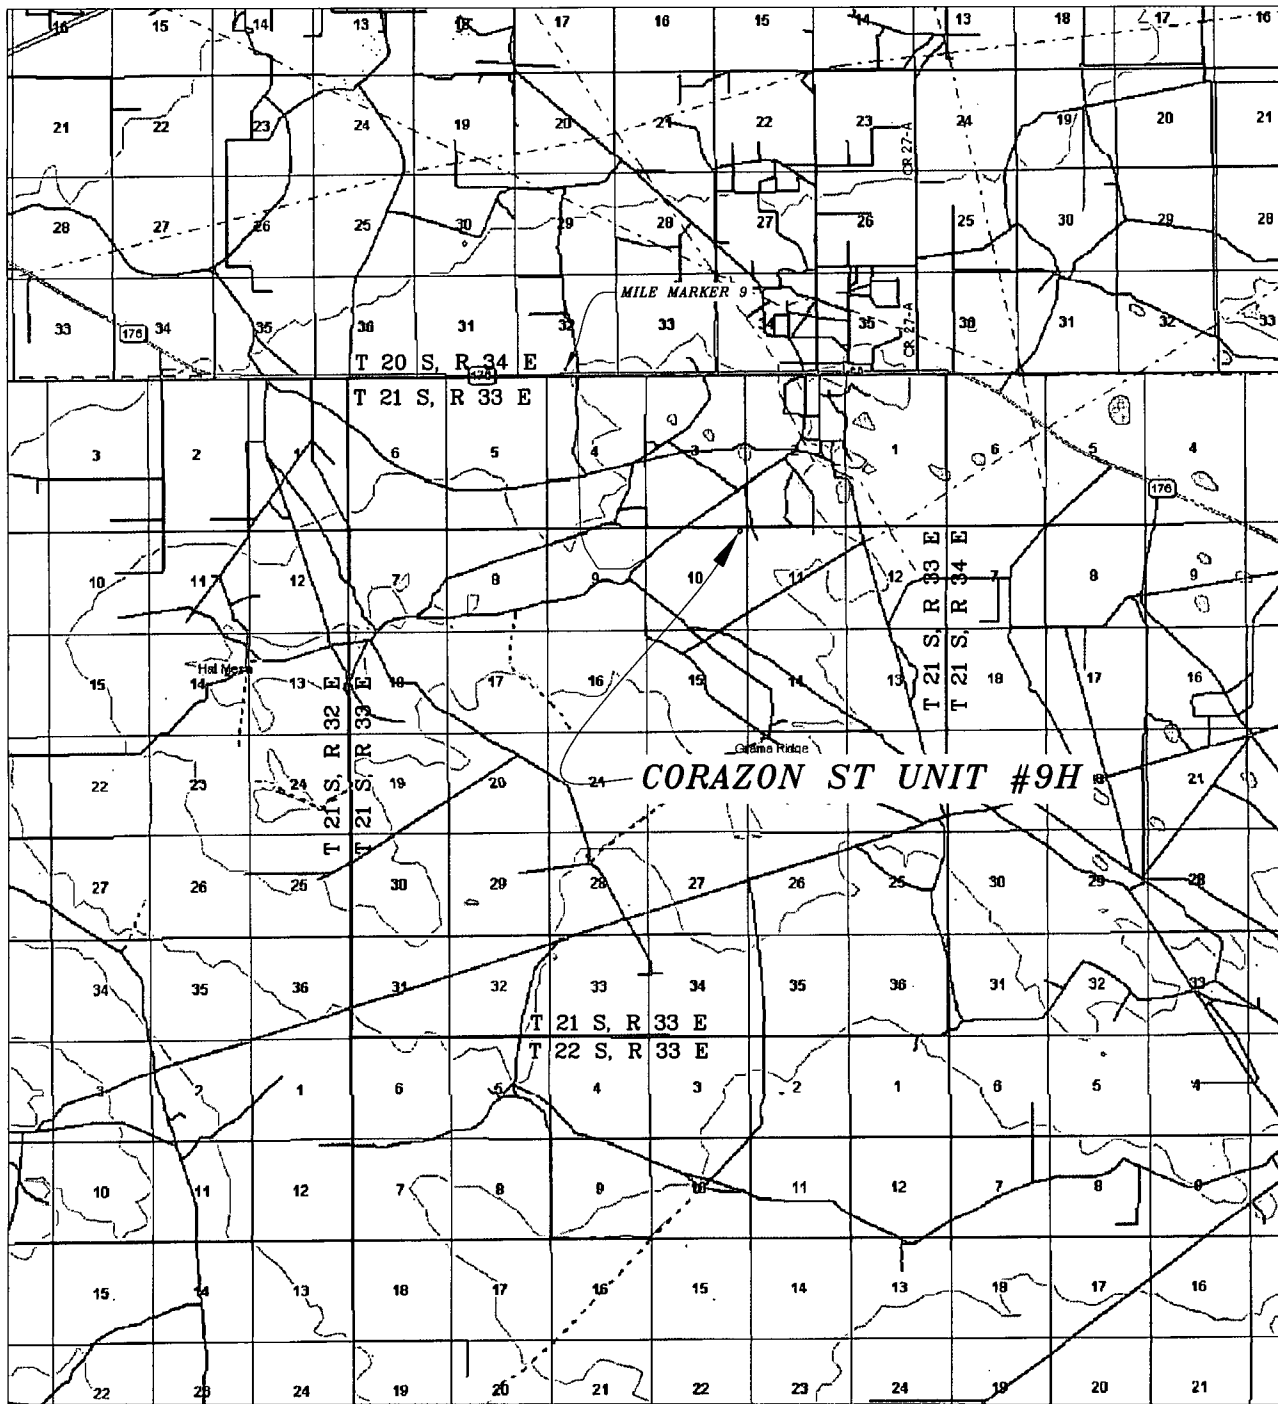 16 15 14 13 18 17 16 15 14 13 18 17 16
21 22 23 24 19 20 21 22 23 24 19 20 21
CR 27-A
28 27 26 25 30 29 28 27 26 25 30 29 28
MILE MARKER 9
33 34 35 36 31 32 33 34 35 36 31 32 33
176
CR 27-A
T 20 S, R 34 E
176
T 21 S, R 33 E
3 2 1 6 5 4 3 2 1 6 5 4
176
10 11 12 7 8 9 10 11 12 7 8 9
T 21 S, R 33 E
T 21 S, R 34 E
15 14 13 18 17 16 15 14 13 18 17 16
T 21 S, R 32 E
T 21 S, R 33 E
Grama Ridge
CORAZON ST UNIT #9H
22 23 24 19 20 21 21
27 26 25 30 29 28 27 26 25 30 29 28
34 35 36 31 32 33 34 35 36 31 32 33
T 21 S, R 33 E
T 22 S, R 33 E
3 2 1 6 5 4 3 2 1 6 5 4
10 11 12 7 8 9 10 11 12 7 8 9
15 14 13 18 17 16 15 14 13 18 17 16
22 23 24 19 20 21 22 23 24 19 20 21